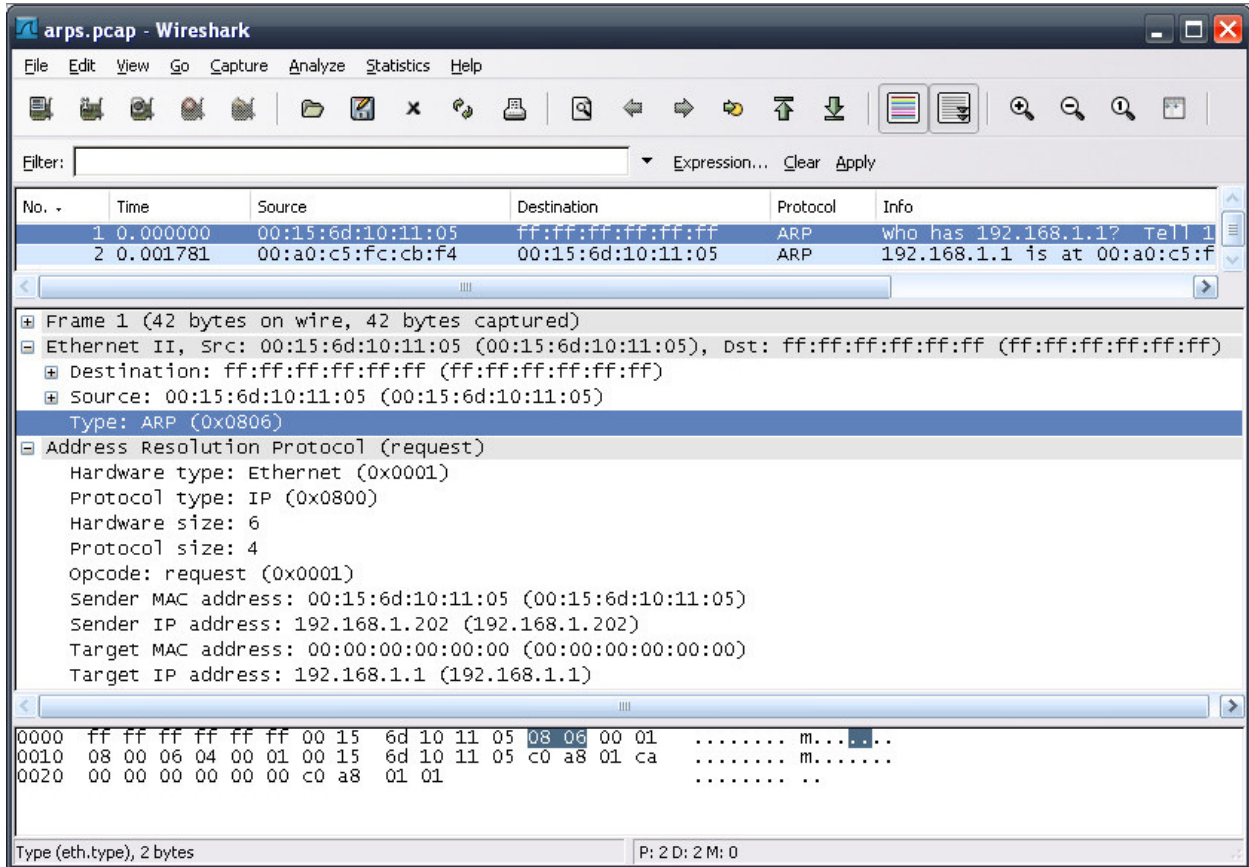 arps.pcap - Wireshark
File Edit View Go Capture Analyze Statistics Help
Filter: Expression... Clear Apply
No. Time Source Destination Protocol Info
1 0.000000 00:15:6d:10:11:05 ff:ff:ff:ff:ff:ff ARP who has 192.168.1.1? Tell 1
2 0.001781 00:a0:c5:fc:cb:f4 00:15:6d:10:11:05 ARP 192.168.1.1 is at 00:a0:c5:f
Frame 1 (42 bytes on wire, 42 bytes captured)
Ethernet II, Src: 00:15:6d:10:11:05 (00:15:6d:10:11:05), Dst: ff:ff:ff:ff:ff:ff (ff:ff:ff:ff:ff:ff)
Destination: ff:ff:ff:ff:ff:ff (ff:ff:ff:ff:ff:ff)
Source: 00:15:6d:10:11:05 (00:15:6d:10:11:05)
Type: ARP (0x0806)
Address Resolution Protocol (request)
Hardware type: Ethernet (0x0001)
Protocol type: IP (0x0800)
Hardware size: 6
Protocol size: 4
Opcode: request (0x0001)
Sender MAC address: 00:15:6d:10:11:05 (00:15:6d:10:11:05)
Sender IP address: 192.168.1.202 (192.168.1.202)
Target MAC address: 00:00:00:00:00:00 (00:00:00:00:00:00)
Target IP address: 192.168.1.1 (192.168.1.1)
0000 ff ff ff ff ff ff 00 15 6d 10 11 05 08 06 00 01 ........ m.......
0010 08 00 06 04 00 01 00 15 6d 10 11 05 c0 a8 01 ca ........ m.......
0020 00 00 00 00 00 00 c0 a8 01 01 ........ ..
Type (eth.type), 2 bytes P: 2 D: 2 M: 0